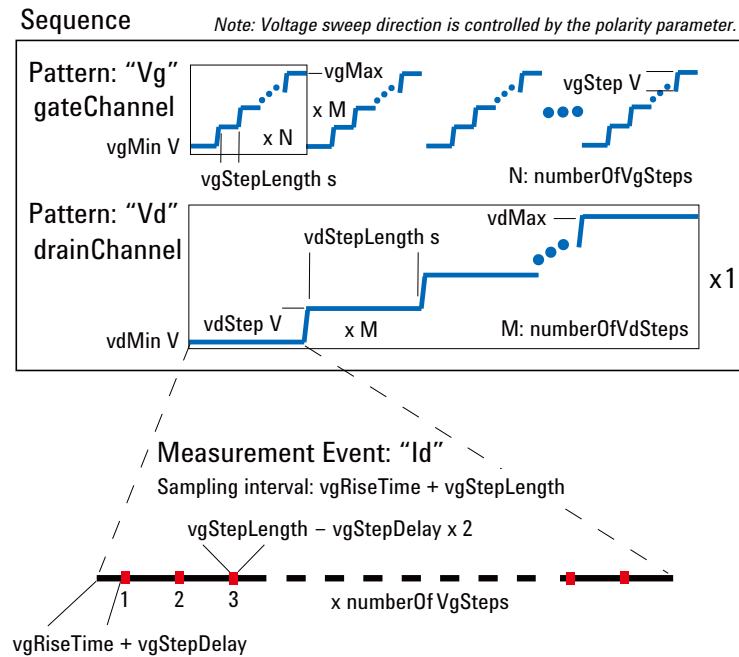 Sequence
Note: Voltage sweep direction is controlled by the polarity parameter.
Pattern: “Vg”
gateChannel
vgMax
vgStep V
x M
vgMin V
x N
vgStepLength s
N: numberOfVgSteps
Pattern: “Vd”
drainChannel
vdMax
vdStepLength s
x1
vdStep V
x M
M: numberOfVdSteps
vdMin V
Measurement Event: “Id”
Sampling interval: vgRiseTime + vgStepLength
vgStepLength – vgStepDelay x 2
1 2 3
x numberOf VgSteps
vgRiseTime + vgStepDelay